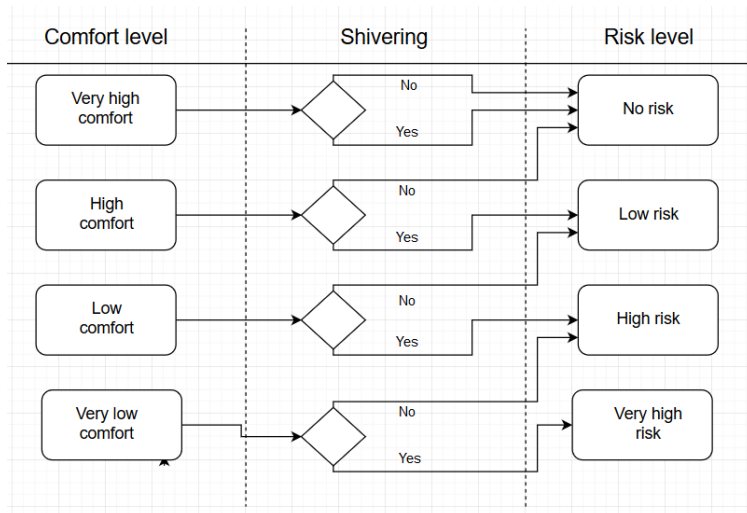 Comfort level
Shivering
Risk level
Very high
comfort
No
Yes
No risk
High
comfort
No
Yes
Low risk
Low
comfort
No
Yes
High risk
Very low
comfort
No
Yes
Very high
risk